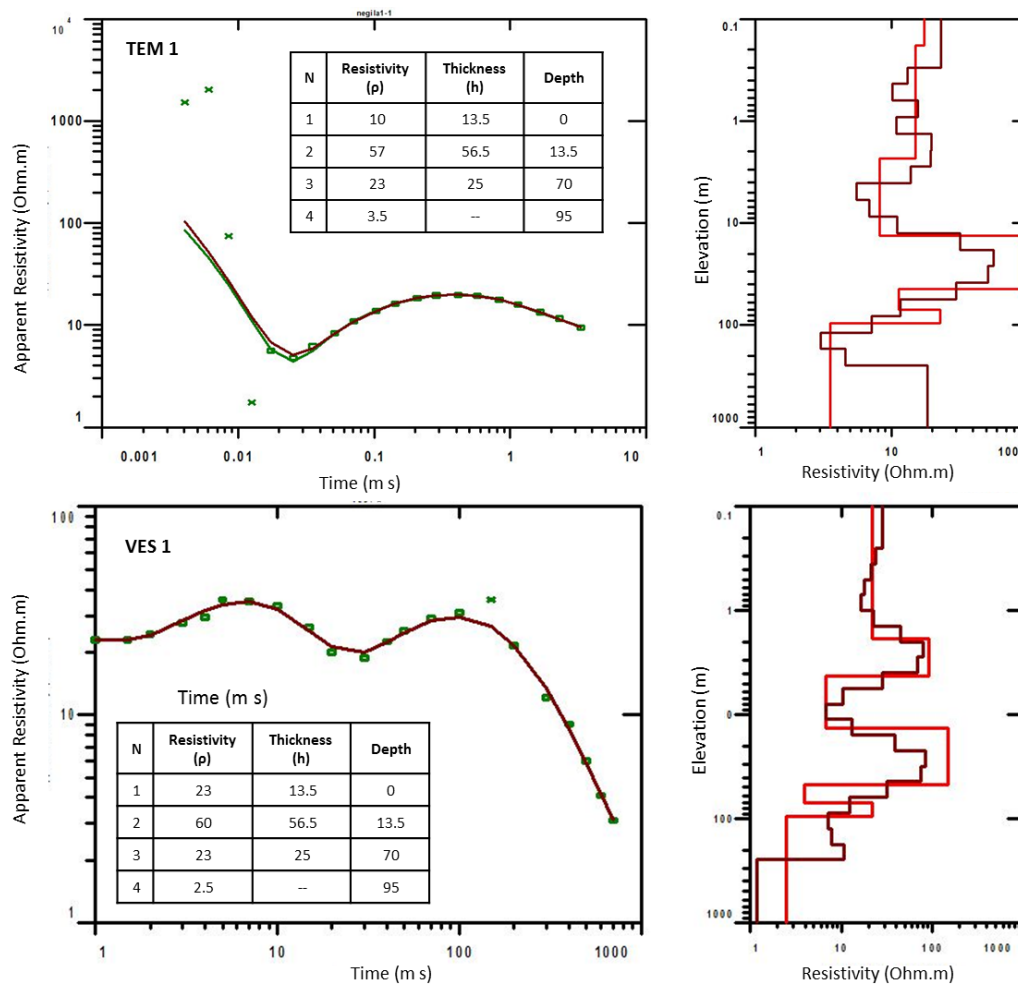 negila1-1
TEM 1
Apparent Resistivity (Ohm.m)
10⁴
1000
100
10
1
0.001 0.01 0.1 1 10
Time (m s)
N Resistivity (ρ) Thickness (h) Depth
1 10 13.5 0
2 57 56.5 13.5
3 23 25 70
4 3.5 -- 95
Elevation (m)
0.1
1
10
100
1000
1 10 100
Resistivity (Ohm.m)
VES 1
Apparent Resistivity (Ohm.m)
100
10
1
1 10 100 1000
Time (m s)
Time (m s)
N Resistivity (ρ) Thickness (h) Depth
1 23 13.5 0
2 60 56.5 13.5
3 23 25 70
4 2.5 -- 95
Elevation (m)
0.1
1
0
100
1000
1 10 100 1000
Resistivity (Ohm.m)